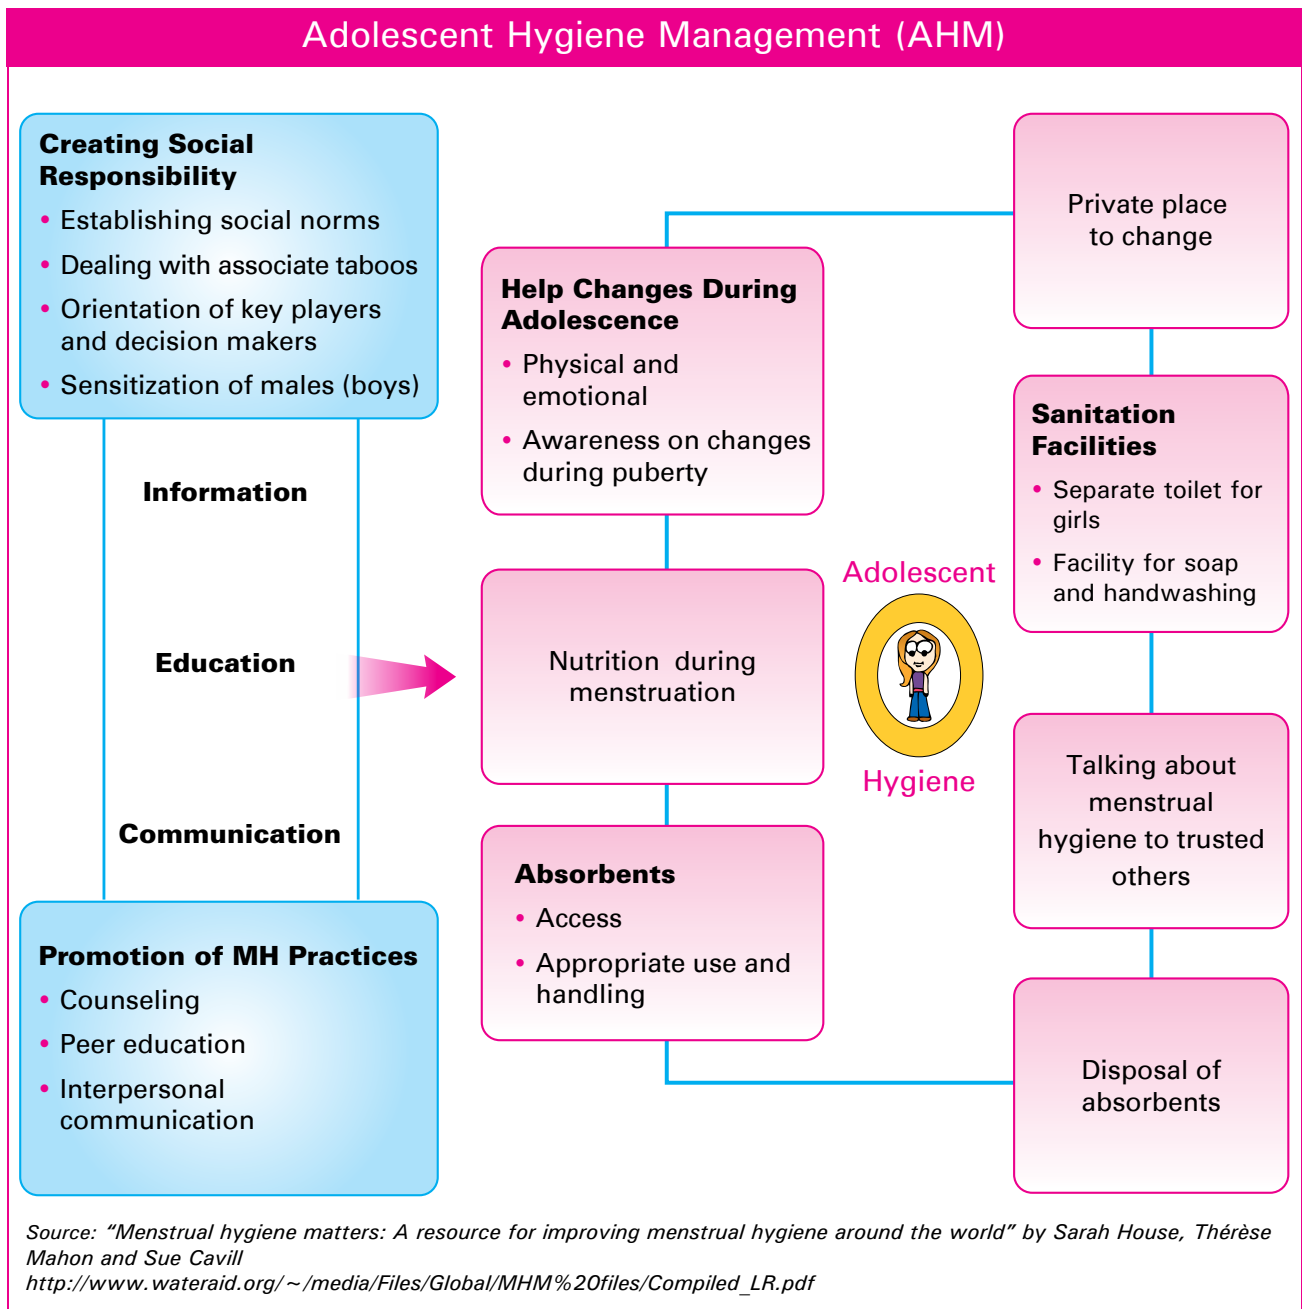 Adolescent Hygiene Management (AHM)
Creating Social
Responsibility
• Establishing social norms
• Dealing with associate taboos
• Orientation of key players
and decision makers
• Sensitization of males (boys)
Information
Education
Communication
Promotion of MH Practices
• Counseling
• Peer education
• Interpersonal
communication
Help Changes During
Adolescence
• Physical and
emotional
• Awareness on changes
during puberty
Nutrition during
menstruation
Absorbents
• Access
• Appropriate use and
handling
Adolescent
Hygiene
Private place
to change
Sanitation
Facilities
• Separate toilet for
girls
• Facility for soap
and handwashing
Talking about
menstrual
hygiene to trusted
others
Disposal of
absorbents
Source: “Menstrual hygiene matters: A resource for improving menstrual hygiene around the world” by Sarah House, Thérèse
Mahon and Sue Cavill
http://www.wateraid.org/~/media/Files/Global/MHM%20files/Compiled_LR.pdf